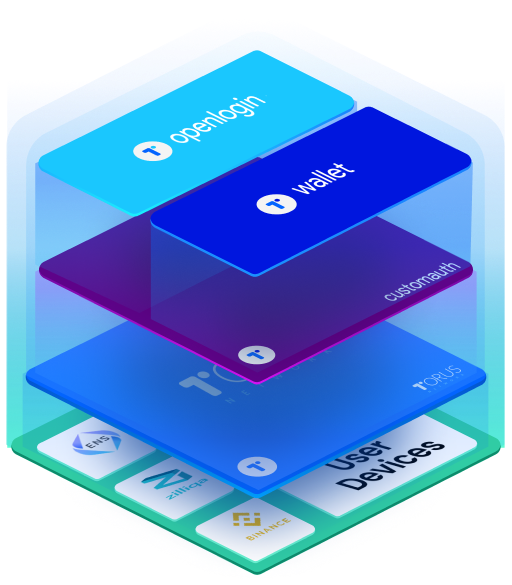 openlogin
wallet
customauth
TORUS
ENS
zilliqa
BINANCE
User
Devices